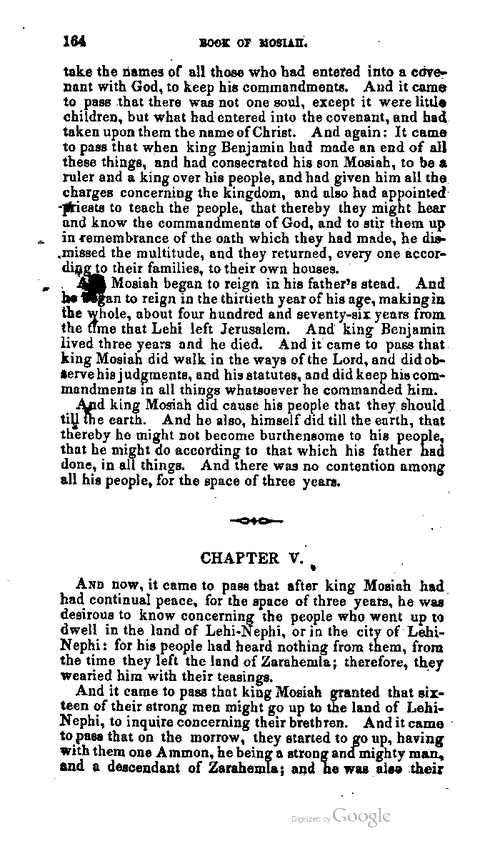 164 BOOK OF MOSIAH.
take the names of all those who had entered into a cove-
nant with God, to keep his commandments. And it came
to pass that there was not one soul, except it were little
children, but what had entered into the covenant, and had
taken upon them the name of Christ. And again: It came
to pass that when king Benjamin had made an end of all
these things, and had consecrated his son Mosiah, to be a
ruler and a king over his people, and had given him all the
charges concerning the kingdom, and also had appointed
priests to teach the people, that thereby they might hear
and know the commandments of God, and to stir them up
in remembrance of the oath which they had made, he dis-
missed the multitude, and they returned, every one accor-
ding to their families, to their own houses.
Mosiah began to reign in his father's stead. And
he began to reign in the thirtieth year of his age, making in
the whole, about four hundred and seventy-six years from
the time that Lehi left Jerusalem. And king Benjamin
lived three years and he died. And it came to pass that
king Mosiah did walk in the ways of the Lord, and did ob-
serve his judgments, and his statutes, and did keep his com-
mandments in all things whatsoever he commanded him.
And king Mosiah did cause his people that they should
till the earth. And he also, himself did till the earth, that
thereby he might not become burthensome to his people,
that he might do according to that which his father had
done, in all things. And there was no contention among
all his people, for the space of three years.
CHAPTER V.
AND now, it came to pass that after king Mosiah had
had continual peace, for the space of three years, he was
desirous to know concerning the people who went up to
dwell in the land of Lehi-Nephi, or in the city of Lehi-
Nephi: for his people had heard nothing from them, from
the time they left the land of Zarahemla; therefore, they
wearied him with their teasings.
And it came to pass that king Mosiah granted that six-
teen of their strong men might go up to the land of Lehi-
Nephi, to inquire concerning their brethren. And it came
to pass that on the morrow, they started to go up, having
with them one Ammon, he being a strong and mighty man,
and a descendant of Zarahemla; and he was also their
Digitized by Google